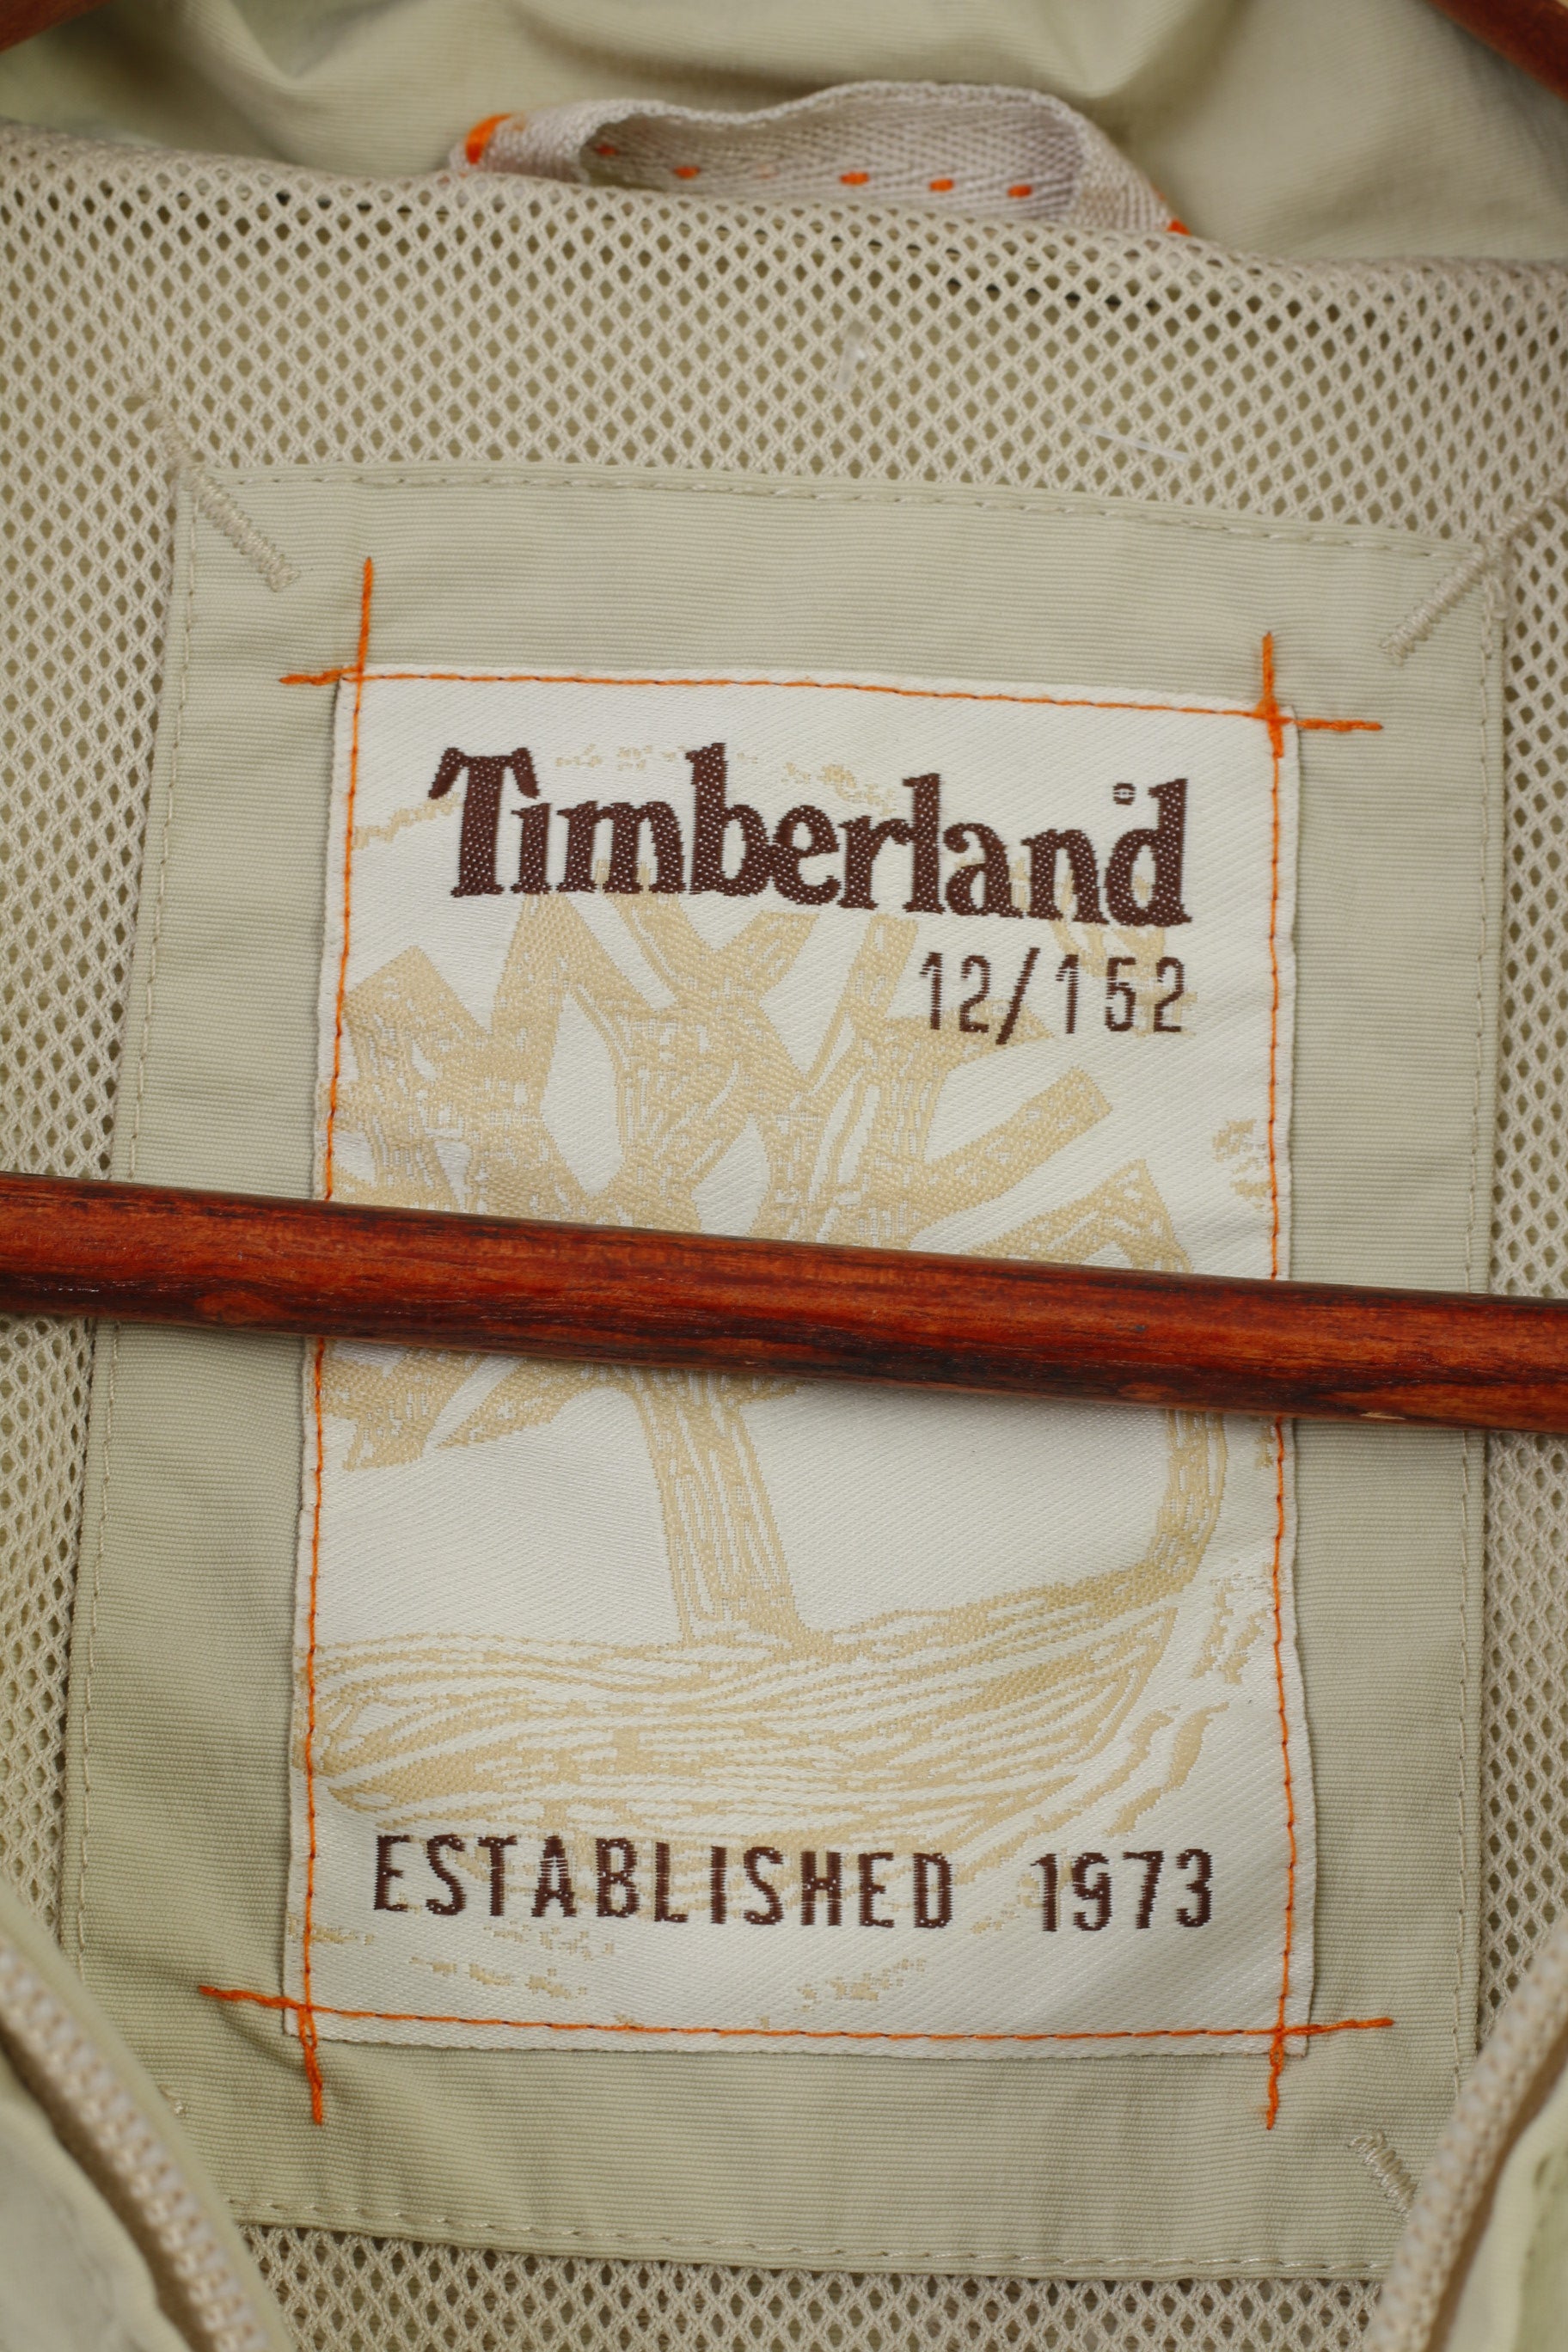 Timberland®
12/152
ESTABLISHED 1973